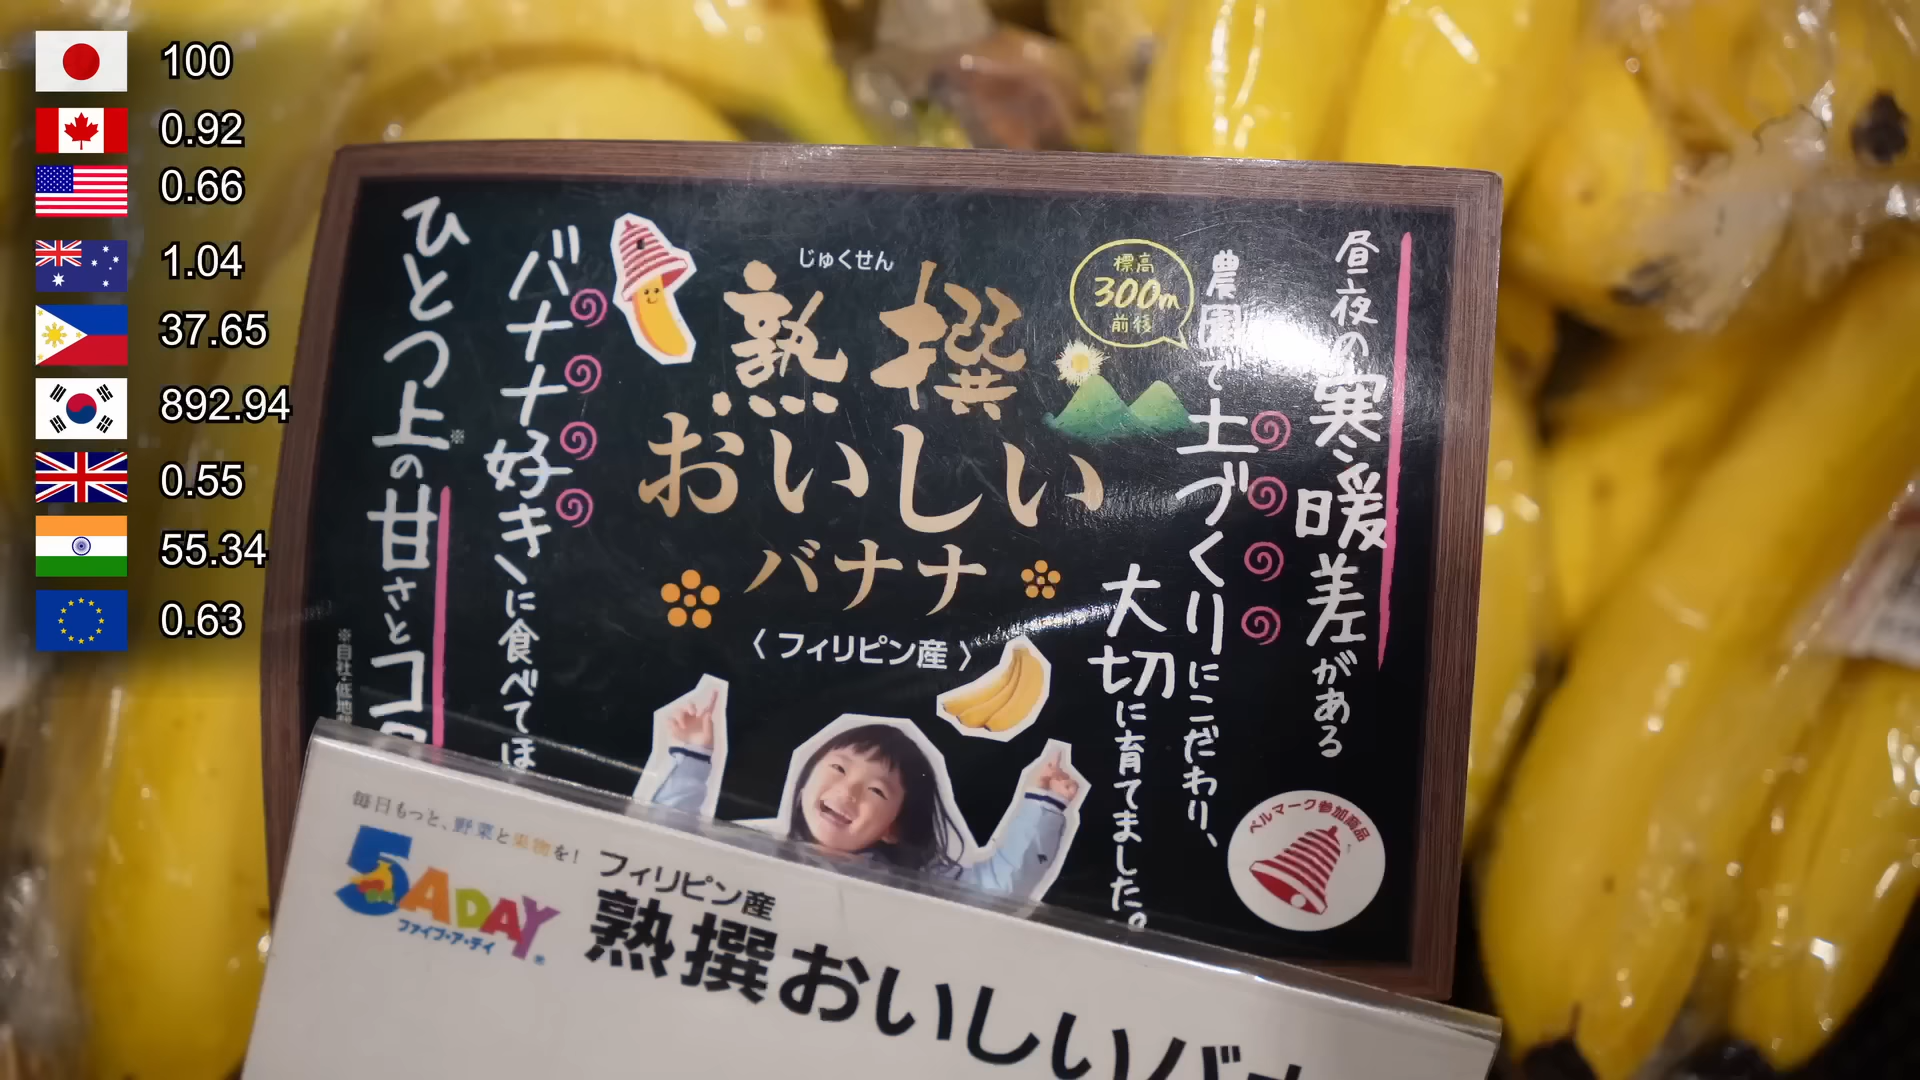 100
0.92
0.66
1.04
37.65
892.94
0.55
55.34
0.63
昼夜の寒暖差がある
農園で土づくりにこだわり、
大切に育てました。
標高
300m
前後
じゅくせん
熟撰
おいしい
バナナ
〈フィリピン産〉
バナナ好きに食べてほ
ひとつ上※の甘さとコ
※自社・低地
ベルマーク参加商品
毎日もっと、野菜と果物を!
5 A DAY
ファイブ・ア・デイ
フィリピン産
熟撰おいしいバ